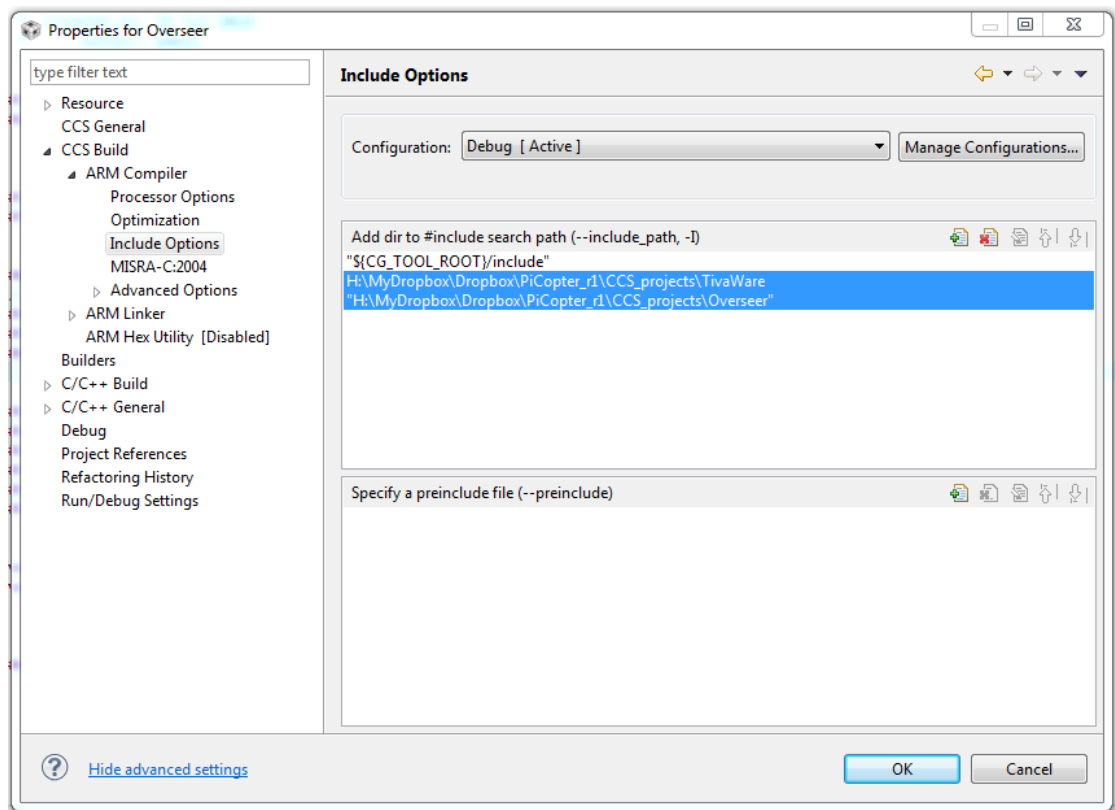 Properties for Overseer
type filter text
Resource
CCS General
CCS Build
ARM Compiler
Processor Options
Optimization
Include Options
MISRA-C:2004
Advanced Options
ARM Linker
ARM Hex Utility [Disabled]
Builders
C/C++ Build
C/C++ General
Debug
Project References
Refactoring History
Run/Debug Settings
Include Options
Configuration: Debug [ Active ] Manage Configurations...
Add dir to #include search path (--include_path, -I)
"${CG_TOOL_ROOT}/include"
H:\MyDropbox\Dropbox\PiCopter_r1\CCS_projects\TivaWare
"H:\MyDropbox\Dropbox\PiCopter_r1\CCS_projects\Overseer"
Specify a preinclude file (--preinclude)
Hide advanced settings
OK Cancel